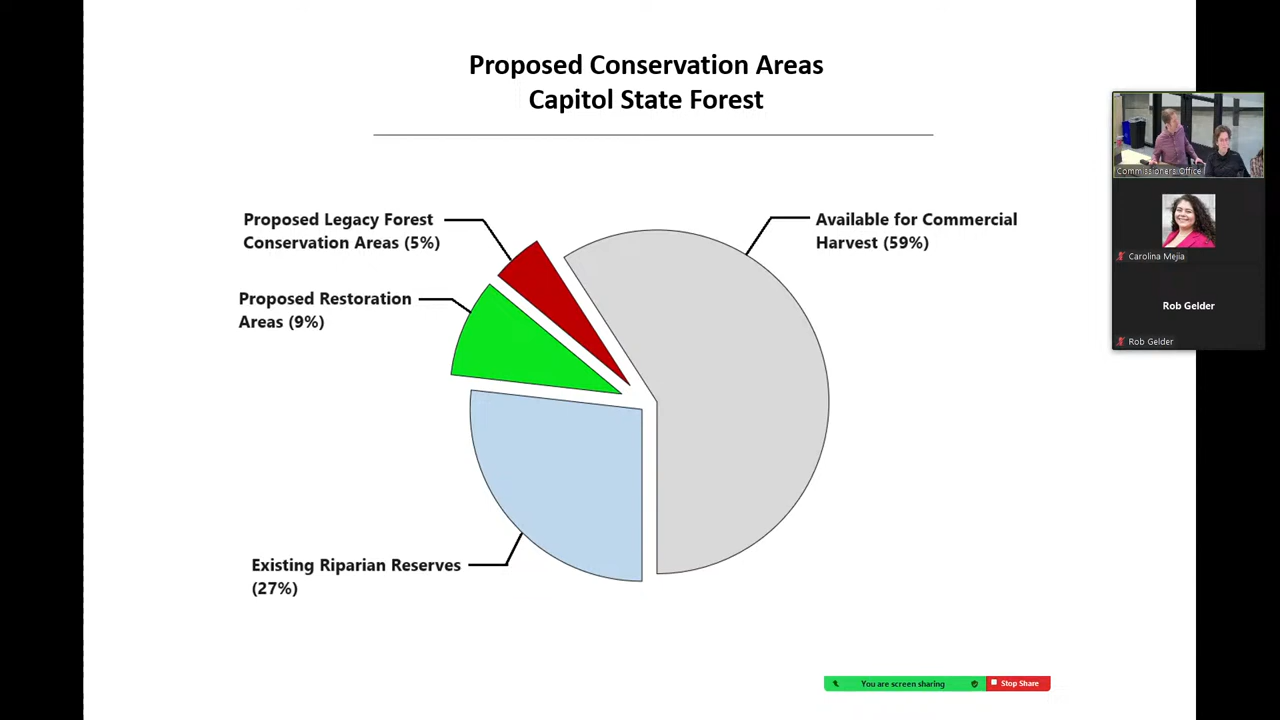 Proposed Conservation Areas
Capitol State Forest
Proposed Legacy Forest
Conservation Areas (5%)
Available for Commercial
Harvest (59%)
Proposed Restoration
Areas (9%)
Existing Riparian Reserves
(27%)
Commissioners Office
Carolina Mejia
Rob Gelder
Rob Gelder
You are screen sharing
Stop Share